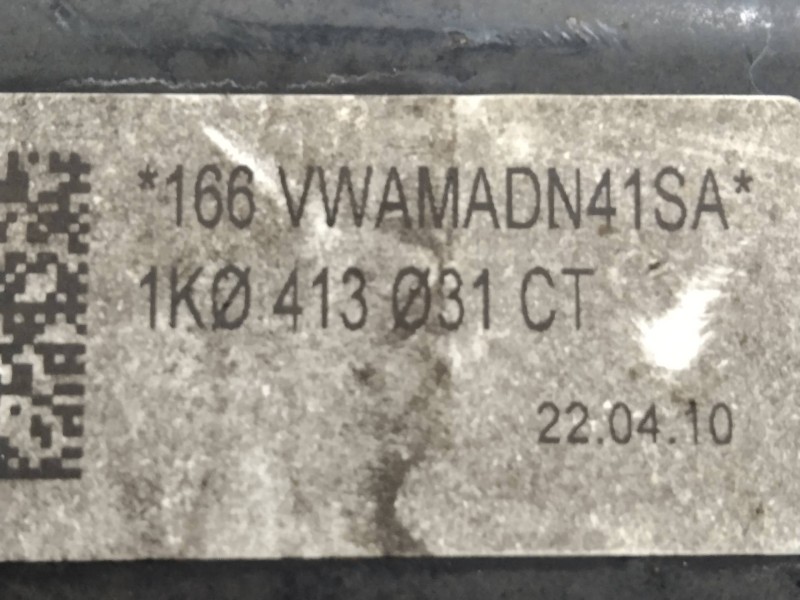 *166 VWAMADN41SA*
1KØ 413 Ø31 CT
22.04.10